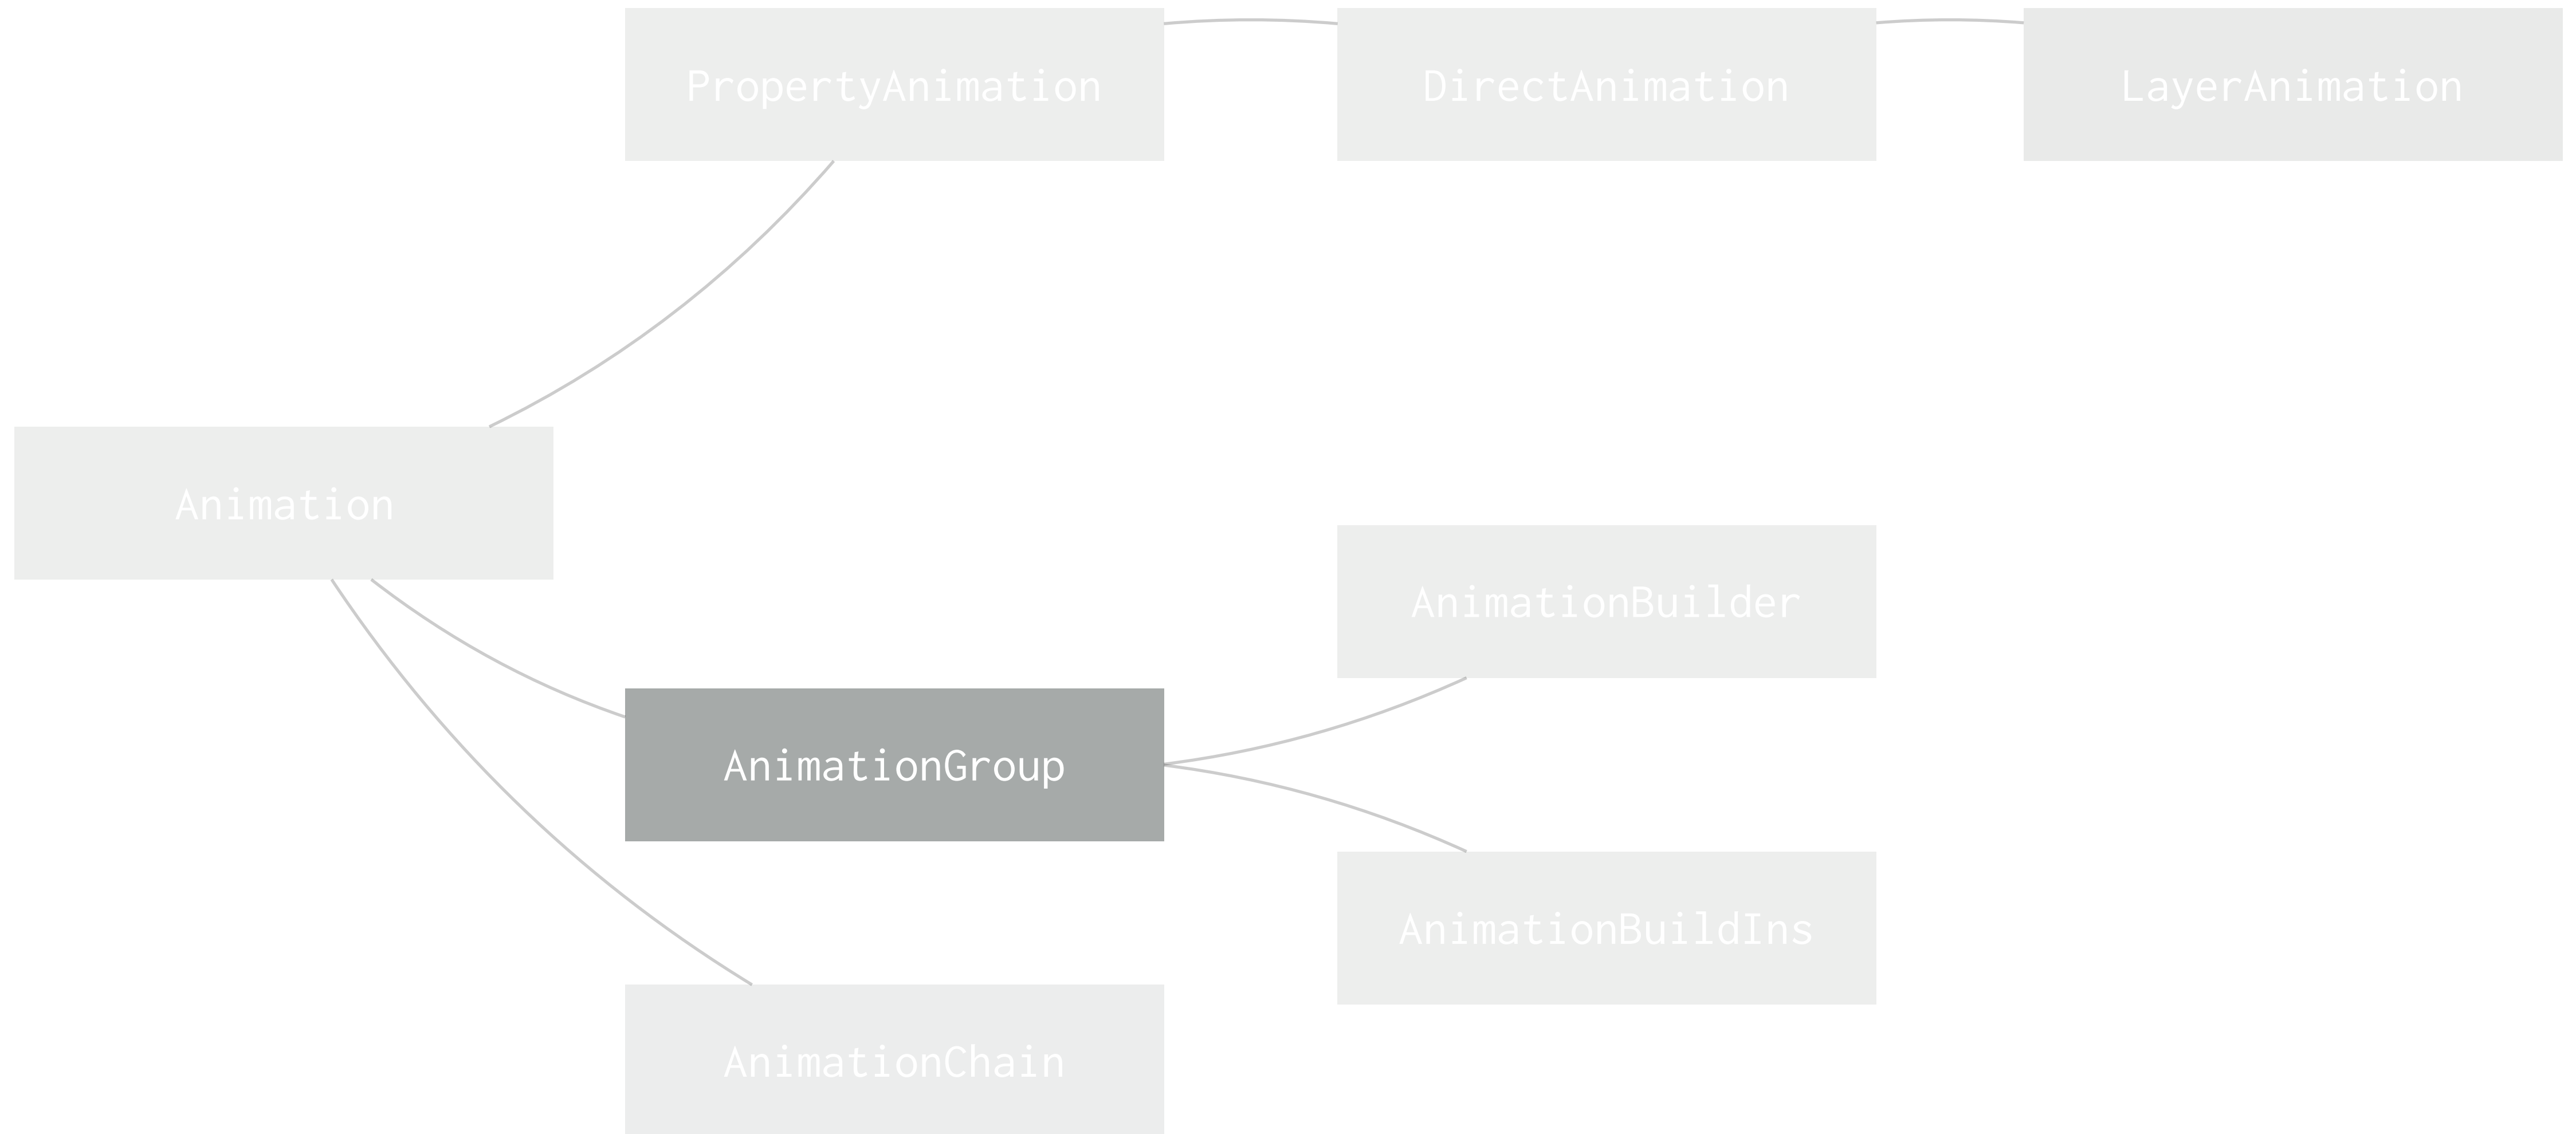 PropertyAnimation
DirectAnimation
LayerAnimation
Animation
AnimationBuilder
AnimationGroup
AnimationBuildIns
AnimationChain